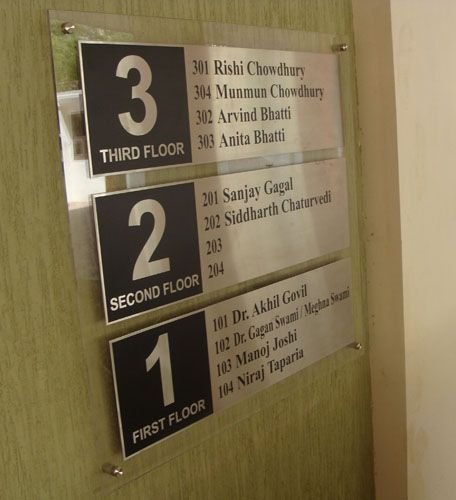 3
THIRD FLOOR
301 Rishi Chowdhury
304 Munmun Chowdhury
302 Arvind Bhatti
303 Anita Bhatti
2
SECOND FLOOR
201 Sanjay Gagal
202 Siddharth Chaturvedi
203
204
1
FIRST FLOOR
101 Dr. Akhil Govil
102 Dr. Gagan Swami / Meghna Swami
103 Manoj Joshi
104 Niraj Taparia